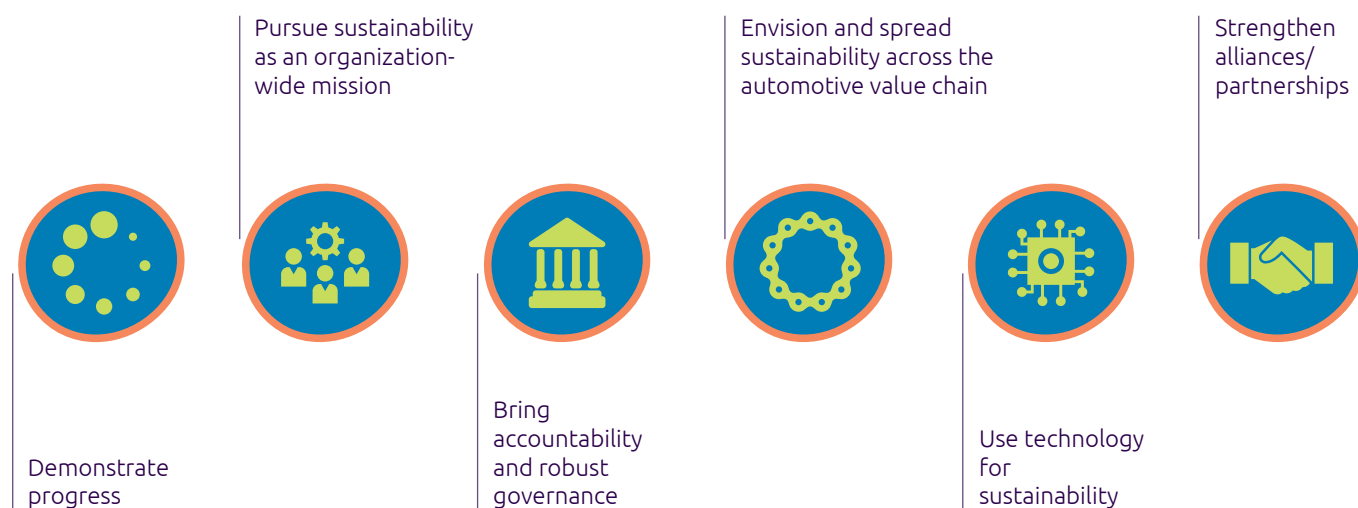 Demonstrate
progress
Pursue sustainability
as an organization-
wide mission
Bring
accountability
and robust
governance
Envision and spread
sustainability across the
automotive value chain
Use technology
for
sustainability
Strengthen
alliances/
partnerships